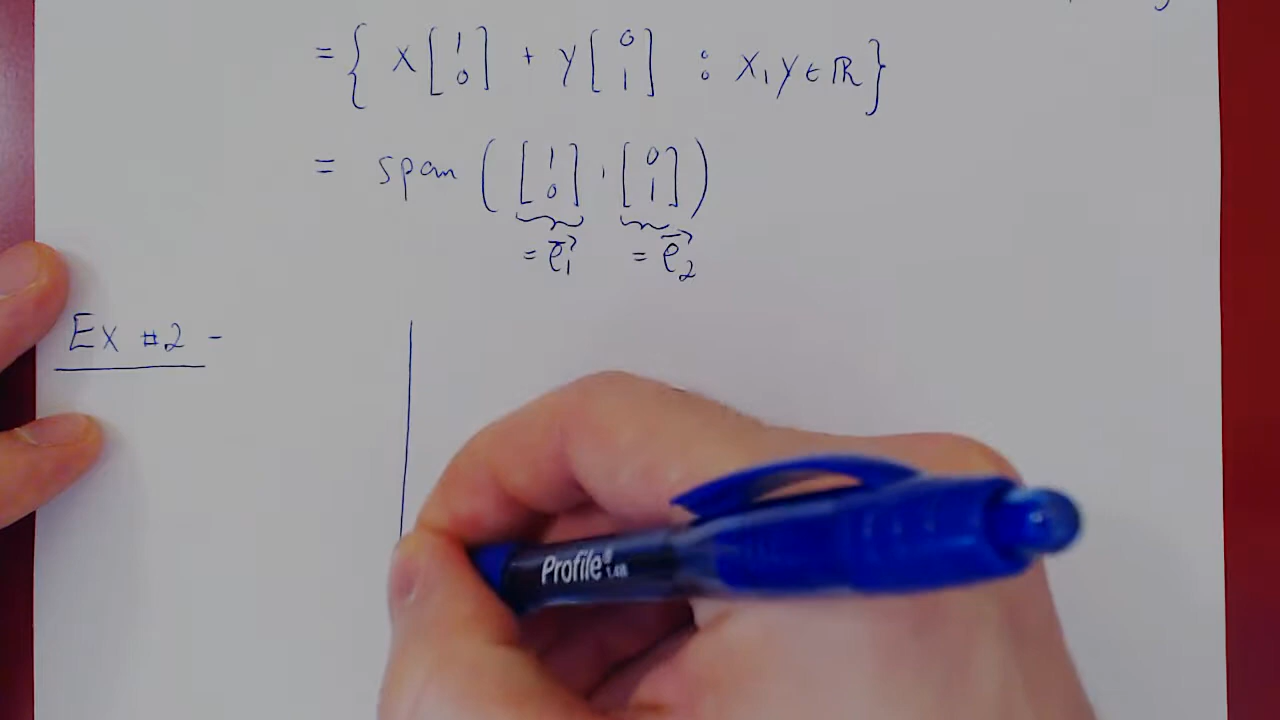 = { x [ 1 0 ] + y [ 0 1 ] : x, y ∈ ℝ }
= span ( [ 1 0 ] , [ 0 1 ] )
= e⃗₁ = e⃗₂
Ex #2 -
Profile®